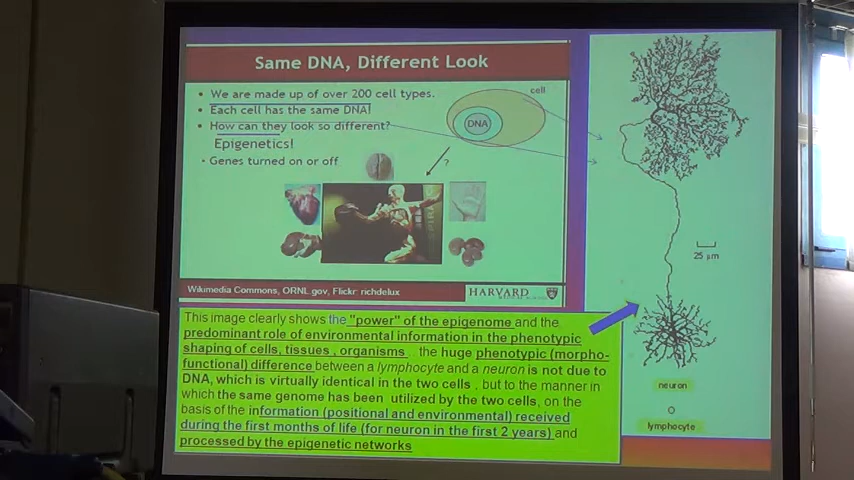 Same DNA, Different Look
• We are made up of over 200 cell types.
• Each cell has the same DNA!
• How can they look so different?
Epigenetics!
• Genes turned on or off
cell
DNA
?
Wikimedia Commons, ORNL.gov, Flickr: richdelux
HARVARD
This image clearly shows the "power" of the epigenome and the
predominant role of environmental information in the phenotypic
shaping of cells, tissues, organisms the huge phenotypic (morpho-
functional) difference between a lymphocyte and a neuron is not due to
DNA, which is virtually identical in the two cells, but to the manner in
which the same genome has been utilized by the two cells, on the
basis of the information (positional and environmental) received
during the first months of life (for neuron in the first 2 years) and
processed by the epigenetic networks
25 µm
neuron
lymphocyte